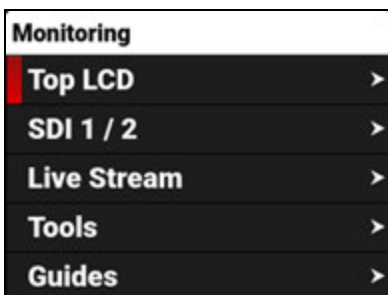 Monitoring
Top LCD
SDI 1 / 2
Live Stream
Tools
Guides